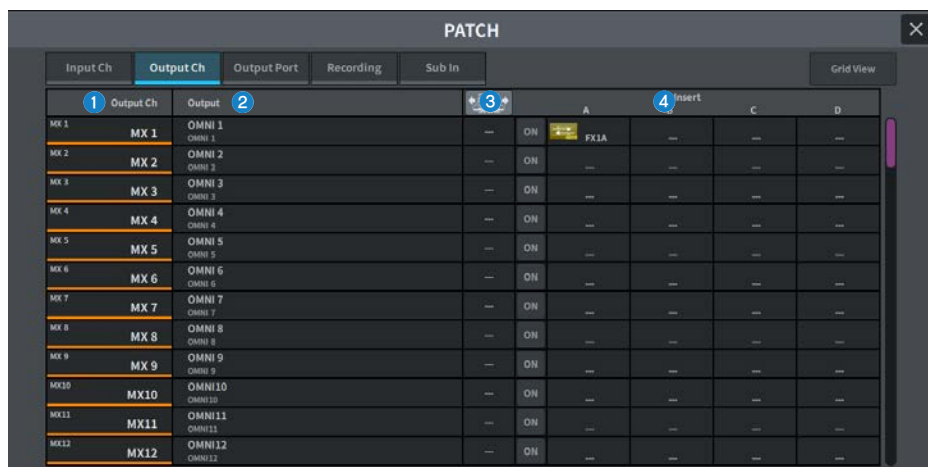 PATCH
Input Ch Output Ch Output Port Recording Sub In Grid View
1 Output Ch Output 2 3 4 Insert
A C D
MX 1 MX 1 OMNI 1 OMNI 1 --- ON FX1A --- --- ---
MX 2 MX 2 OMNI 2 OMNI 2 --- ON --- --- --- ---
MX 3 MX 3 OMNI 3 OMNI 3 --- ON --- --- --- ---
MX 4 MX 4 OMNI 4 OMNI 4 --- ON --- --- --- ---
MX 5 MX 5 OMNI 5 OMNI 5 --- ON --- --- --- ---
MX 6 MX 6 OMNI 6 OMNI 6 --- ON --- --- --- ---
MX 7 MX 7 OMNI 7 OMNI 7 --- ON --- --- --- ---
MX 8 MX 8 OMNI 8 OMNI 8 --- ON --- --- --- ---
MX 9 MX 9 OMNI 9 OMNI 9 --- ON --- --- --- ---
MX10 MX10 OMNI10 OMNI10 --- ON --- --- --- ---
MX11 MX11 OMNI11 OMNI11 --- ON --- --- --- ---
MX12 MX12 OMNI12 OMNI12 --- ON --- --- --- ---